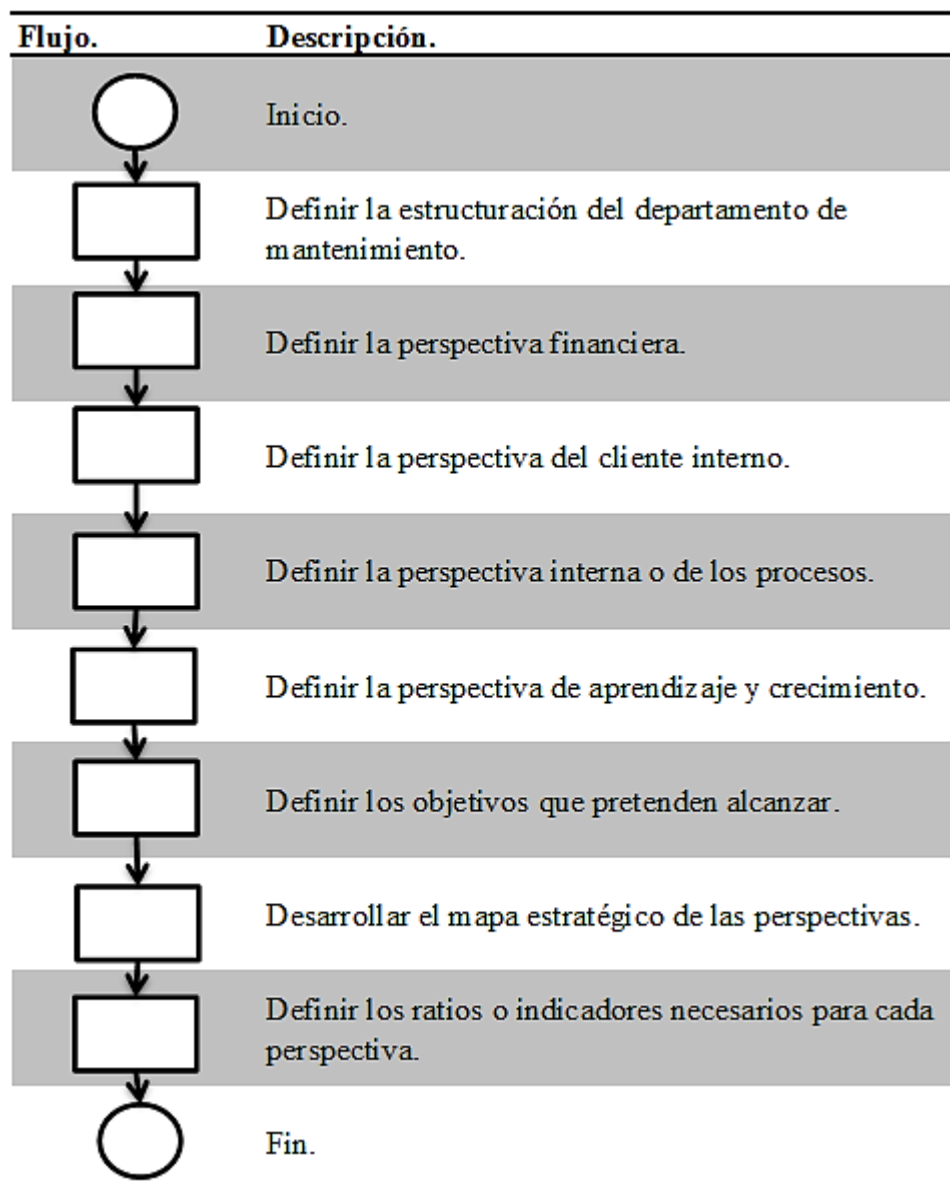 Flujo. Descripción.
Inicio.
Definir la estructuración del departamento de
mantenimiento.
Definir la perspectiva financiera.
Definir la perspectiva del cliente interno.
Definir la perspectiva interna o de los procesos.
Definir la perspectiva de aprendizaje y crecimiento.
Definir los objetivos que pretenden alcanzar.
Desarrollar el mapa estratégico de las perspectivas.
Definir los ratios o indicadores necesarios para cada
perspectiva.
Fin.